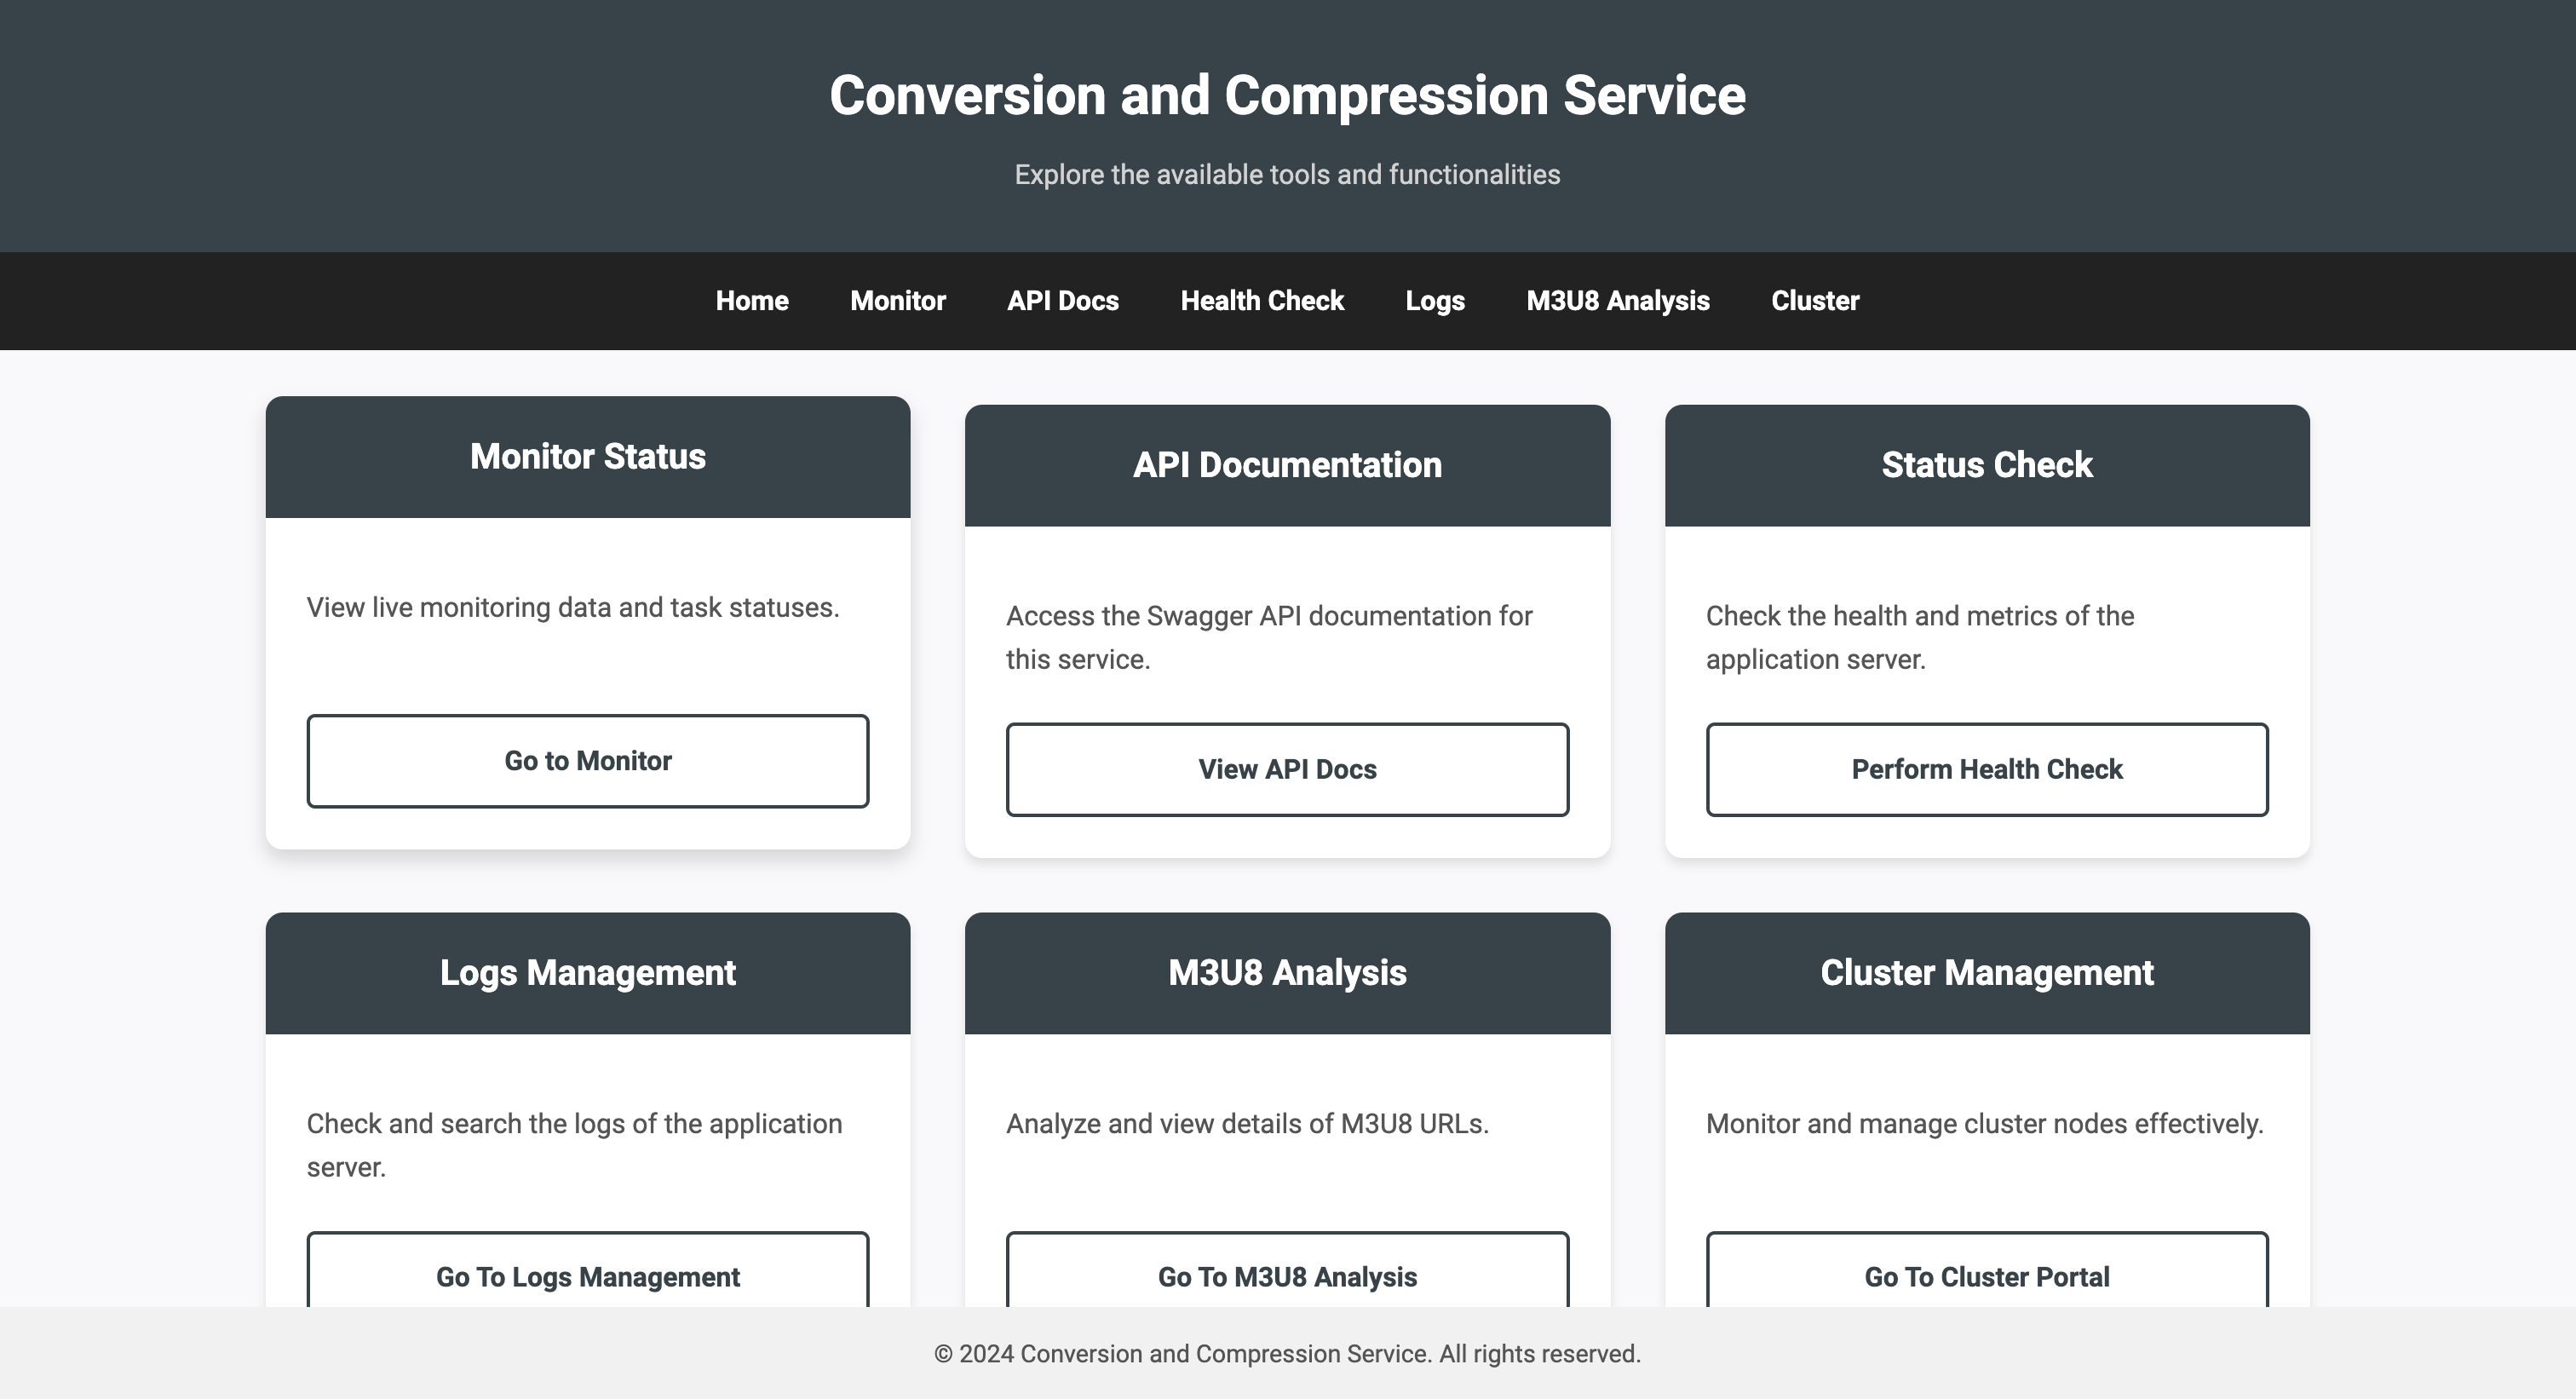 Conversion and Compression Service
Explore the available tools and functionalities
Home Monitor API Docs Health Check Logs M3U8 Analysis Cluster
Monitor Status
View live monitoring data and task statuses.
Go to Monitor
API Documentation
Access the Swagger API documentation for
this service.
View API Docs
Status Check
Check the health and metrics of the
application server.
Perform Health Check
Logs Management
Check and search the logs of the application
server.
Go To Logs Management
M3U8 Analysis
Analyze and view details of M3U8 URLs.
Go To M3U8 Analysis
Cluster Management
Monitor and manage cluster nodes effectively.
Go To Cluster Portal
© 2024 Conversion and Compression Service. All rights reserved.